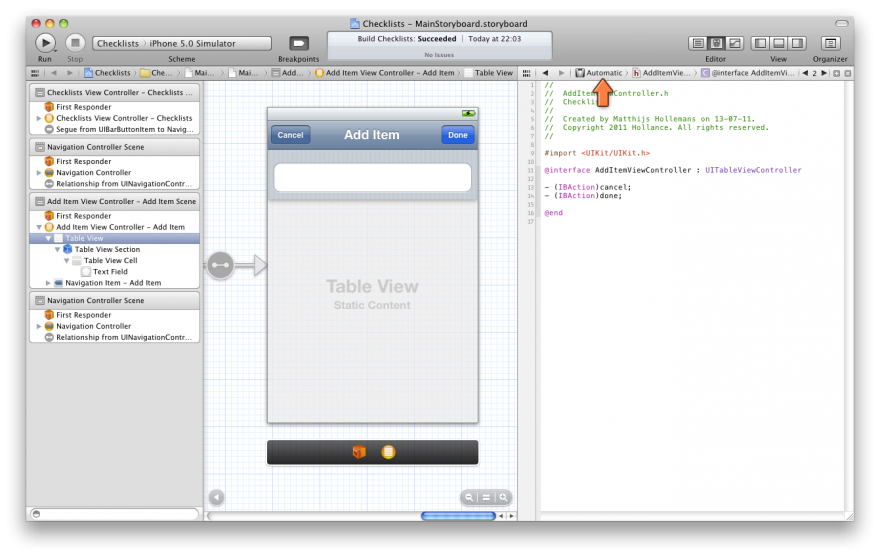 Checklists - MainStoryboard.storyboard
Checklists › iPhone 5.0 Simulator
Build Checklists: Succeeded | Today at 22:03
No Issues
Run Stop Scheme Breakpoints Editor View Organizer
Checklists › Che... › Mai... › Mai... › Add... › Add Item View Controller - Add Item › Table View
Automatic › AddItemVie... › @interface AddItemVi... 2
Checklists View Controller - Checklists ...
First Responder
Checklists View Controller - Checklists
Segue from UIBarButtonItem to Navig...
Navigation Controller Scene
First Responder
Navigation Controller
Relationship from UINavigationContr...
Add Item View Controller - Add Item Scene
First Responder
Add Item View Controller - Add Item
Table View
Table View Section
Table View Cell
Text Field
Navigation Item - Add Item
Navigation Controller Scene
First Responder
Navigation Controller
Relationship from UINavigationContr...
Cancel Add Item Done
Table View
Static Content
1 //
2 // AddItem Controller.h
3 // Checkli
4 //
5 // Created by Matthijs Hollemans on 13-07-11.
6 // Copyright 2011 Hollance. All rights reserved.
7 //
8
9 #import <UIKit/UIKit.h>
10
11 @interface AddItemViewController : UITableViewController
12
13 - (IBAction)cancel;
14 - (IBAction)done;
15
16 @end
17